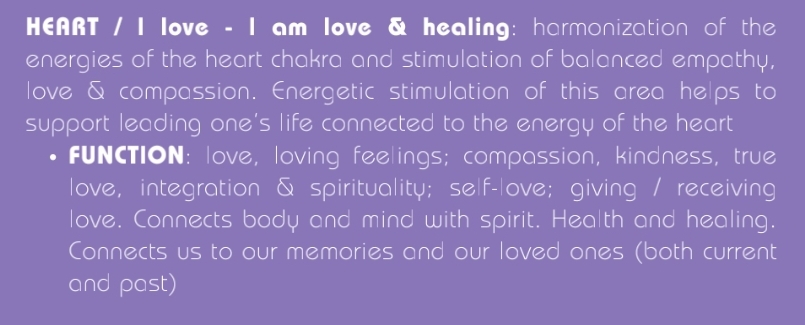 HEART / I love - I am love & healing: harmonization of the
energies of the heart chakra and stimulation of balanced empathy,
love & compassion. Energetic stimulation of this area helps to
support leading one's life connected to the energy of the heart
• FUNCTION: love, loving feelings; compassion, kindness, true
love, integration & spirituality; self-love; giving / receiving
love. Connects body and mind with spirit. Health and healing.
Connects us to our memories and our loved ones (both current
and past)